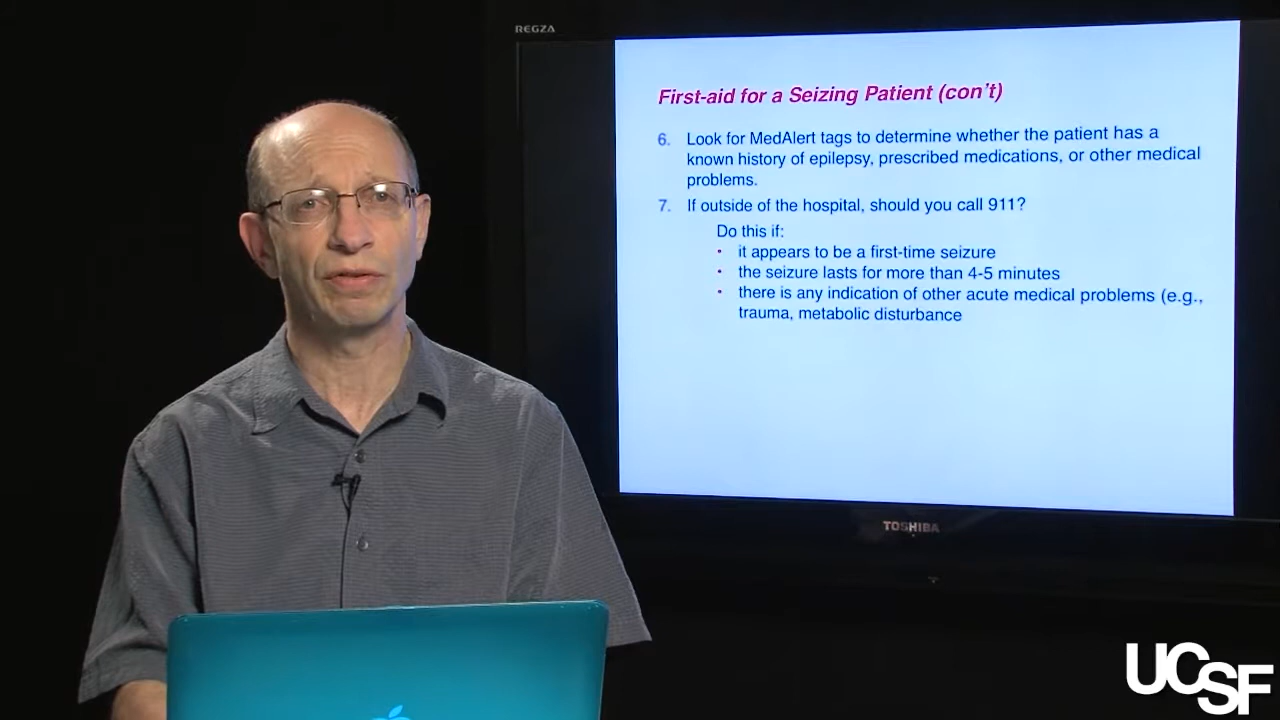 REGZA
First-aid for a Seizing Patient (con't)
6. Look for MedAlert tags to determine whether the patient has a
known history of epilepsy, prescribed medications, or other medical
problems.
7. If outside of the hospital, should you call 911?
Do this if:
• it appears to be a first-time seizure
• the seizure lasts for more than 4-5 minutes
• there is any indication of other acute medical problems (e.g.,
trauma, metabolic disturbance
TOSHIBA
UCSF